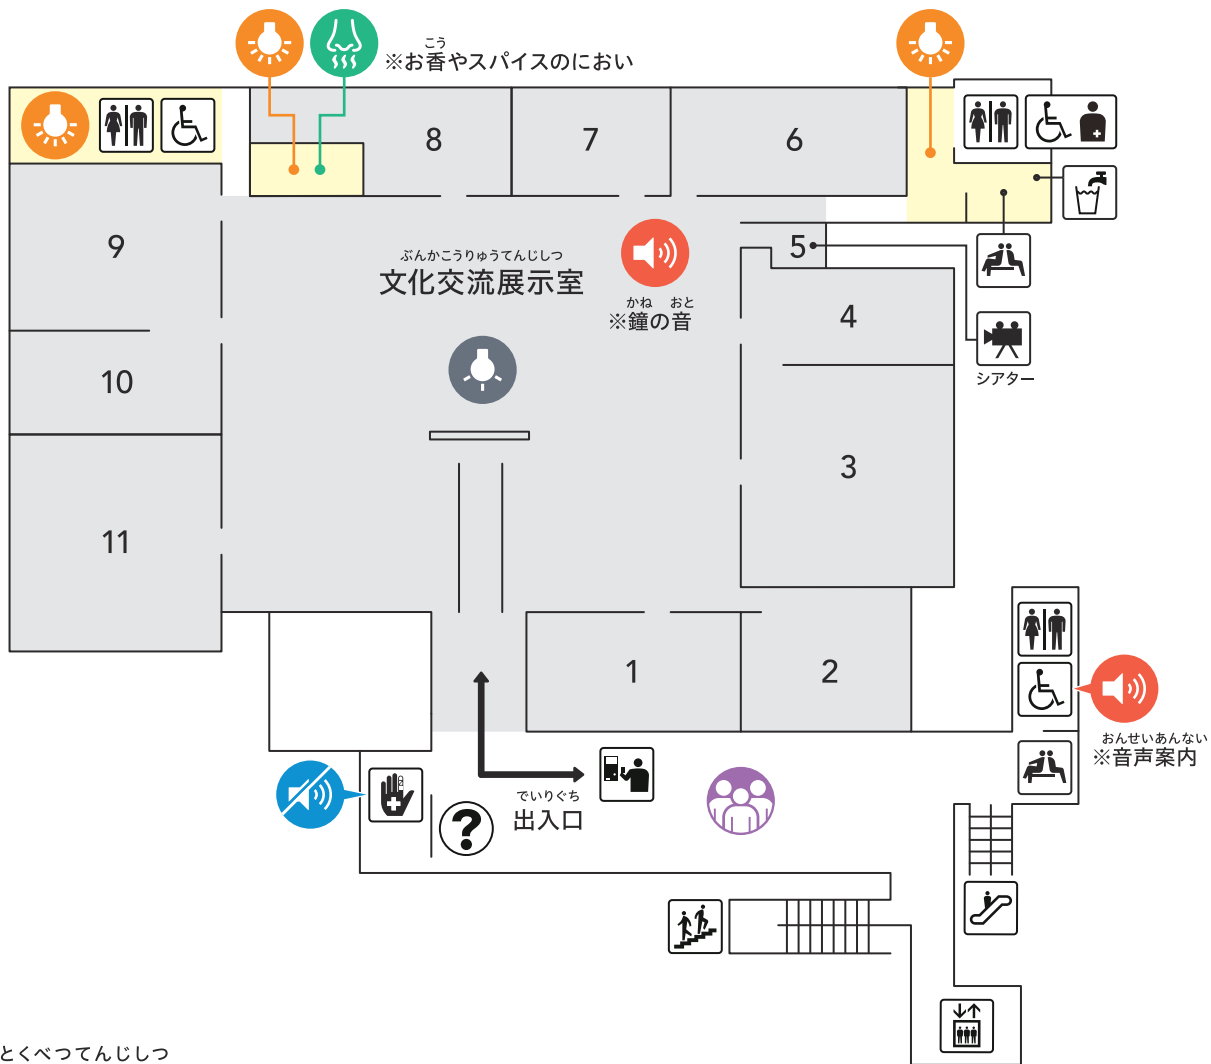 こう
※お香やスパイスのにおい
8
7
6
9
ぶんかこうりゅうてんじしつ
文化交流展示室
5
かね おと
※鐘の音
4
シアター
10
3
11
1
2
おんせいあんない
※音声案内
でいりぐち
出入口
?
とくべつてんじしつ